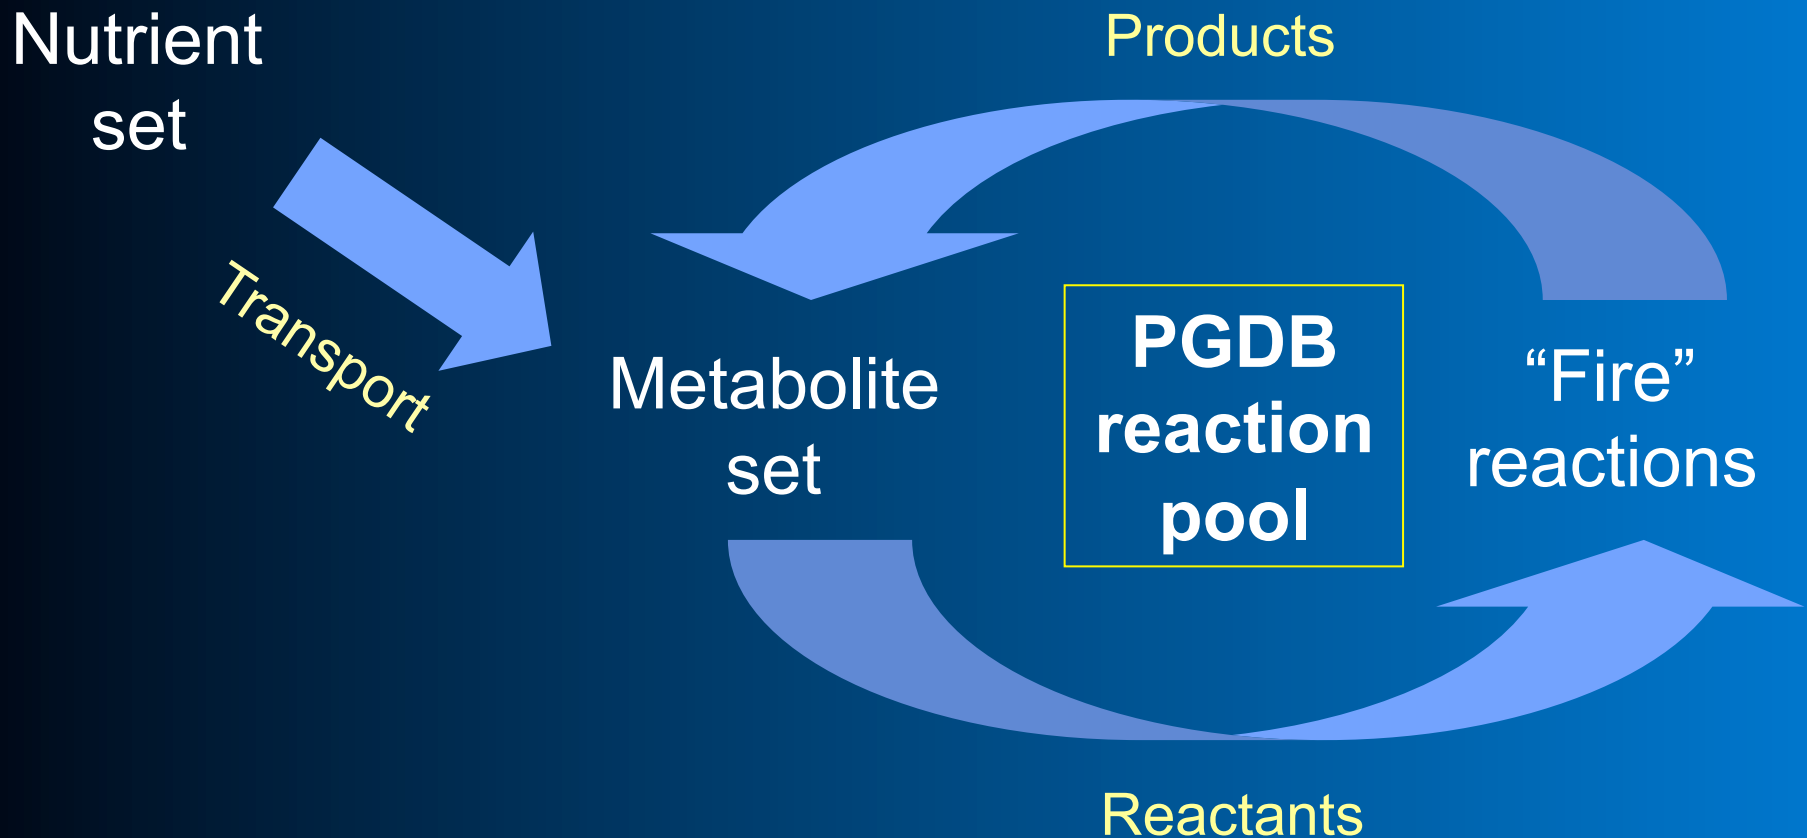 Nutrient
set
Products
Transport
Metabolite
set
PGDB
reaction
pool
“Fire”
reactions
Reactants